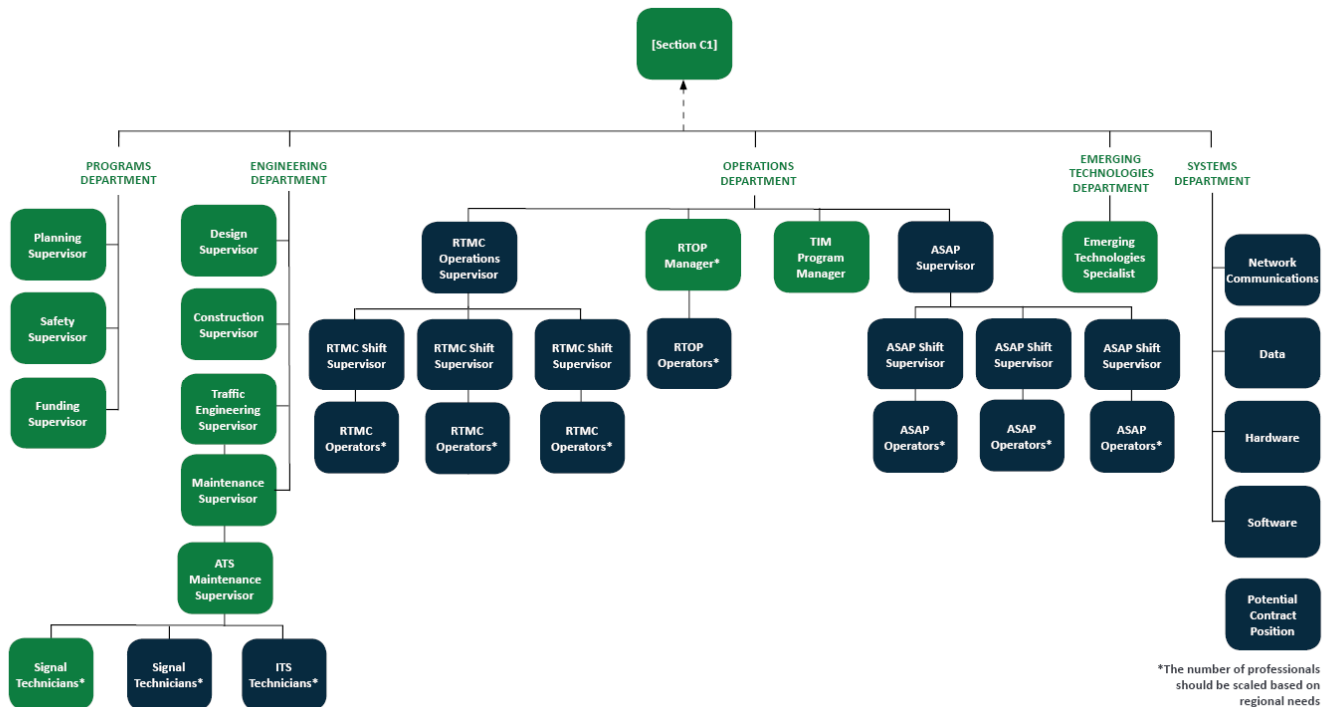 [Section C1]
PROGRAMS
DEPARTMENT
ENGINEERING
DEPARTMENT
OPERATIONS
DEPARTMENT
EMERGING
TECHNOLOGIES
DEPARTMENT
SYSTEMS
DEPARTMENT
Planning
Supervisor
Safety
Supervisor
Funding
Supervisor
Design
Supervisor
Construction
Supervisor
Traffic
Engineering
Supervisor
Maintenance
Supervisor
ATS
Maintenance
Supervisor
Signal
Technicians*
Signal
Technicians*
ITS
Technicians*
RTMC
Operations
Supervisor
RTMC Shift
Supervisor
RTMC Shift
Supervisor
RTMC Shift
Supervisor
RTMC
Operators*
RTMC
Operators*
RTMC
Operators*
RTOP
Manager*
RTOP
Operators*
TIM
Program
Manager
ASAP
Supervisor
ASAP Shift
Supervisor
ASAP Shift
Supervisor
ASAP Shift
Supervisor
ASAP
Operators*
ASAP
Operators*
ASAP
Operators*
Emerging
Technologies
Specialist
Network
Communications
Data
Hardware
Software
Potential
Contract
Position
*The number of professionals
should be scaled based on
regional needs